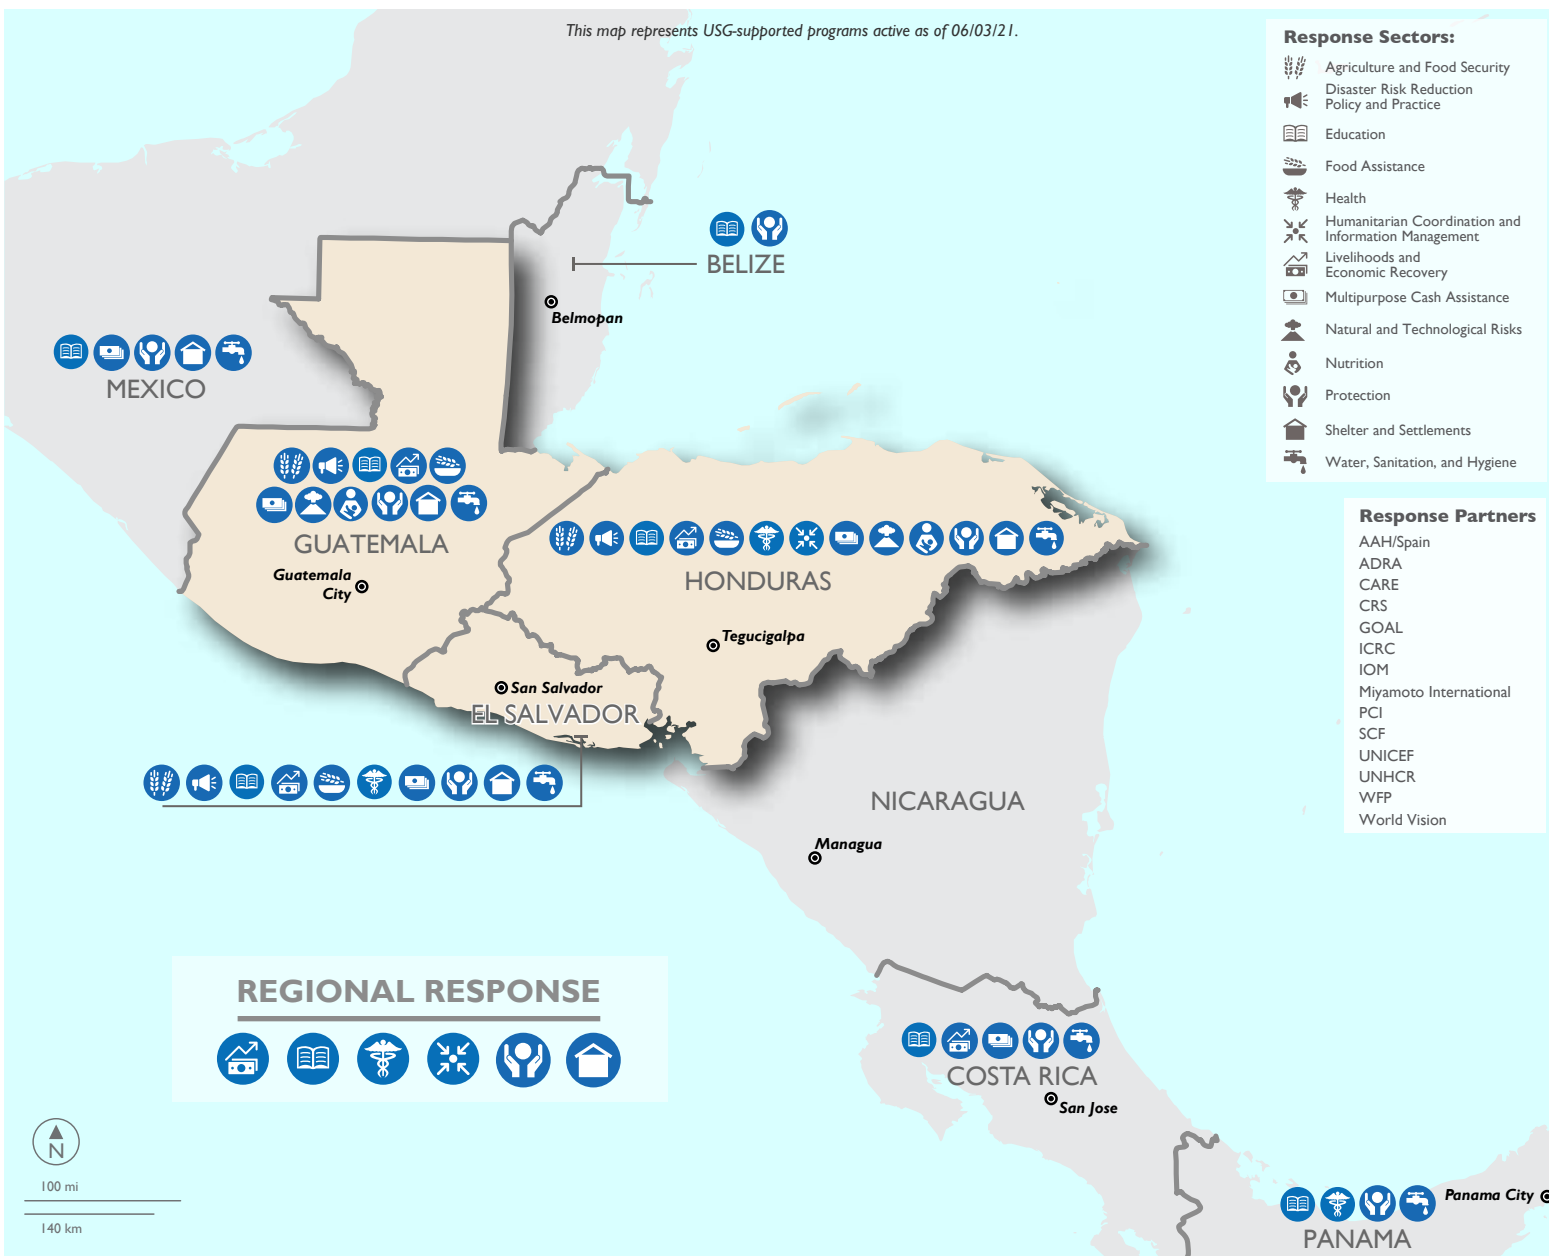 This map represents USG-supported programs active as of 06/03/21.
Response Sectors:
Agriculture and Food Security
Disaster Risk Reduction
Policy and Practice
Education
Food Assistance
Health
Humanitarian Coordination and
Information Management
Livelihoods and
Economic Recovery
Multipurpose Cash Assistance
Natural and Technological Risks
Nutrition
Protection
Shelter and Settlements
Water, Sanitation, and Hygiene
Response Partners
AAH/Spain
ADRA
CARE
CRS
GOAL
ICRC
IOM
Miyamoto International
PCI
SCF
UNICEF
UNHCR
WFP
World Vision
BELIZE
Belmopan
MEXICO
GUATEMALA
Guatemala
City
HONDURAS
Tegucigalpa
San Salvador
EL SALVADOR
NICARAGUA
Managua
REGIONAL RESPONSE
COSTA RICA
San Jose
Panama City
PANAMA
N
100 mi
140 km